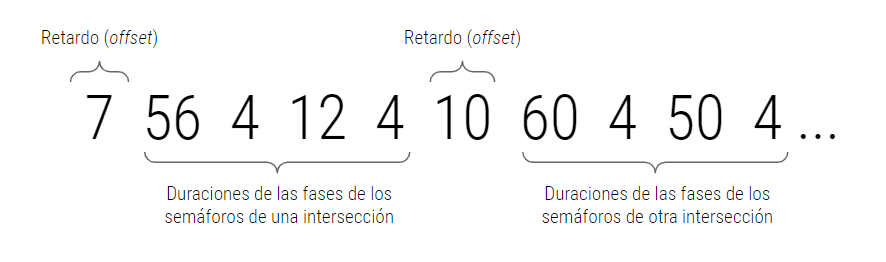 Retardo (offset) Retardo (offset)
7 56 4 12 4 10 60 4 50 4 ...
Duraciones de las fases de los
semáforos de una intersección
Duraciones de las fases de los
semáforos de otra intersección